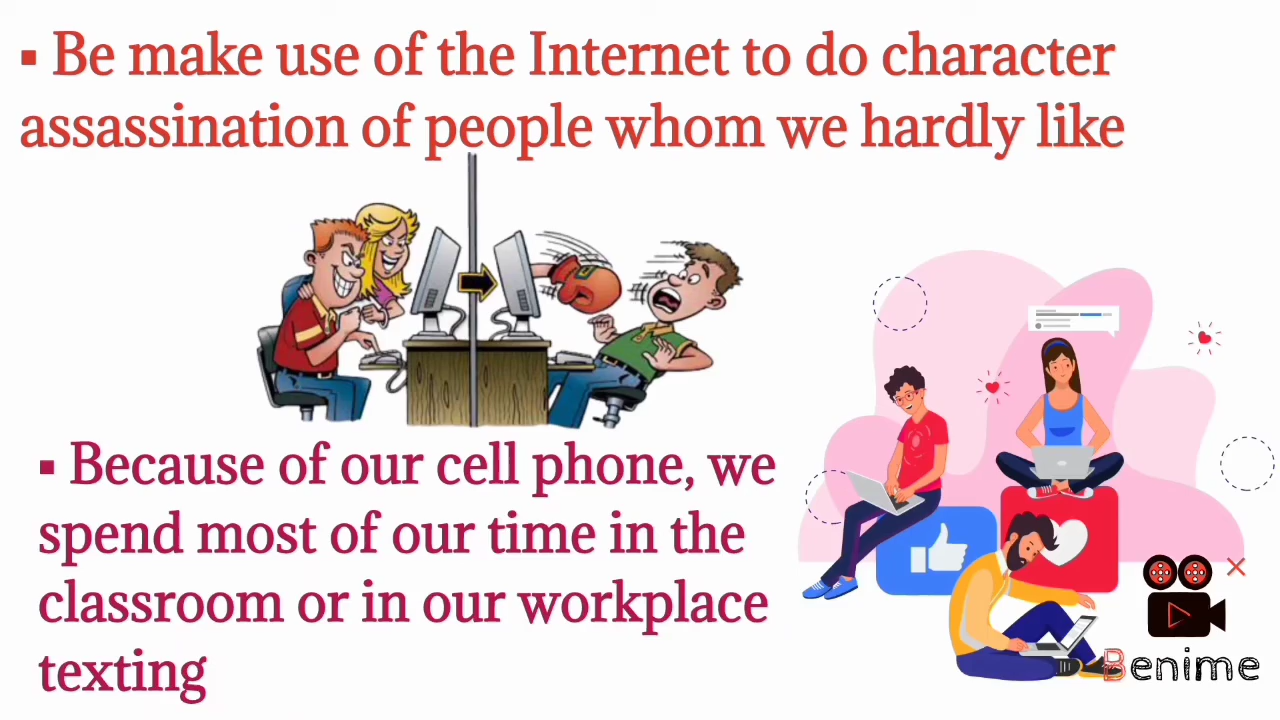 ▪ Be make use of the Internet to do character
assassination of people whom we hardly like
▪ Because of our cell phone, we
spend most of our time in the
classroom or in our workplace
texting
Benime